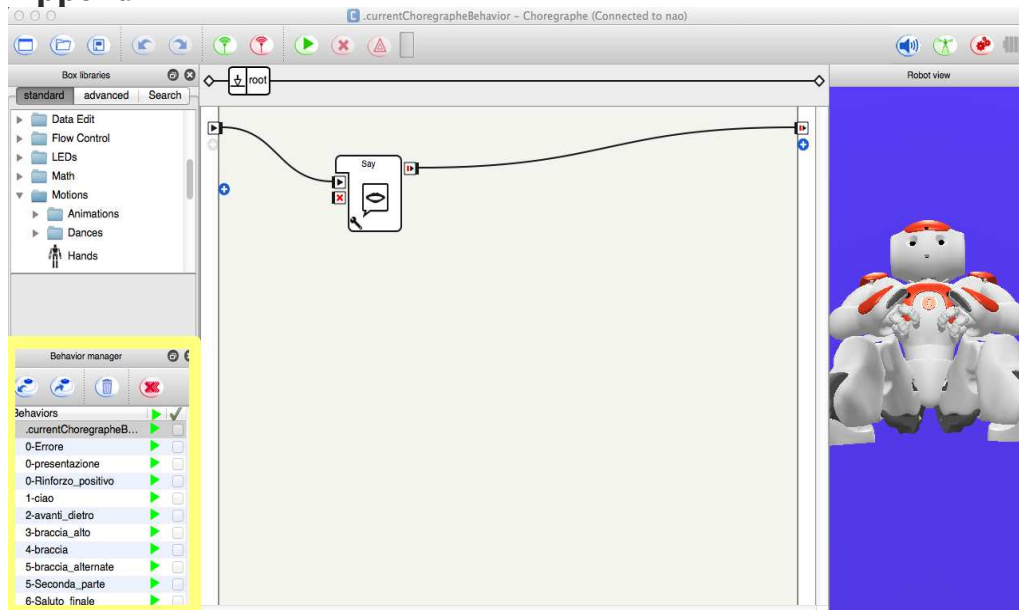 .currentChoregrapheBehavior – Choregraphe (Connected to nao)
Box libraries
standard advanced Search
Data Edit
Flow Control
LEDs
Math
Motions
Animations
Dances
Hands
root
Say
Robot view
Behavior manager
Behaviors
.currentChoregrapheB...
0-Errore
0-presentazione
0-Rinforzo_positivo
1-ciao
2-avanti_dietro
3-braccia_alto
4-braccia
5-braccia_alternate
5-Seconda_parte
6-Saluto_finale